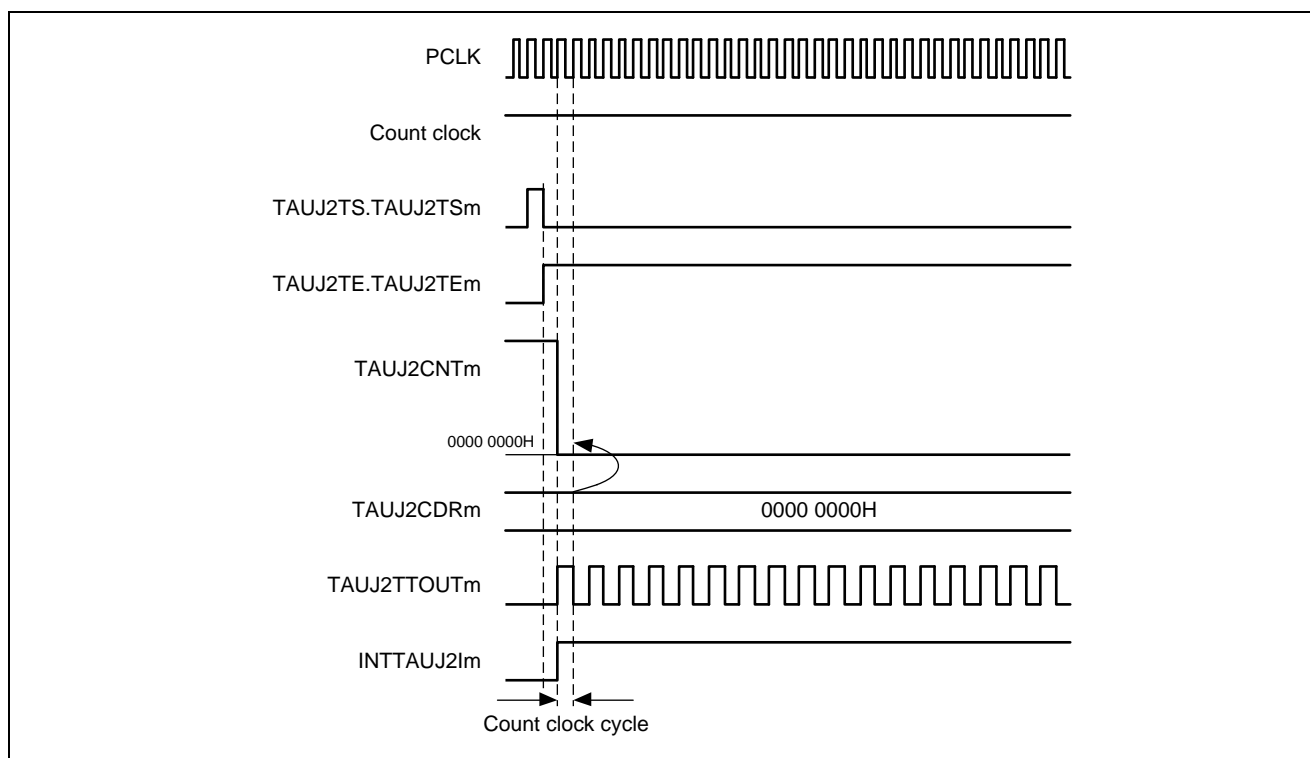 PCLK
Count clock
TAUJ2TS.TAUJ2TSm
TAUJ2TE.TAUJ2TEm
TAUJ2CNTm
0000 0000H
TAUJ2CDRm
0000 0000H
TAUJ2TTOUTm
INTTAUJ2Im
Count clock cycle